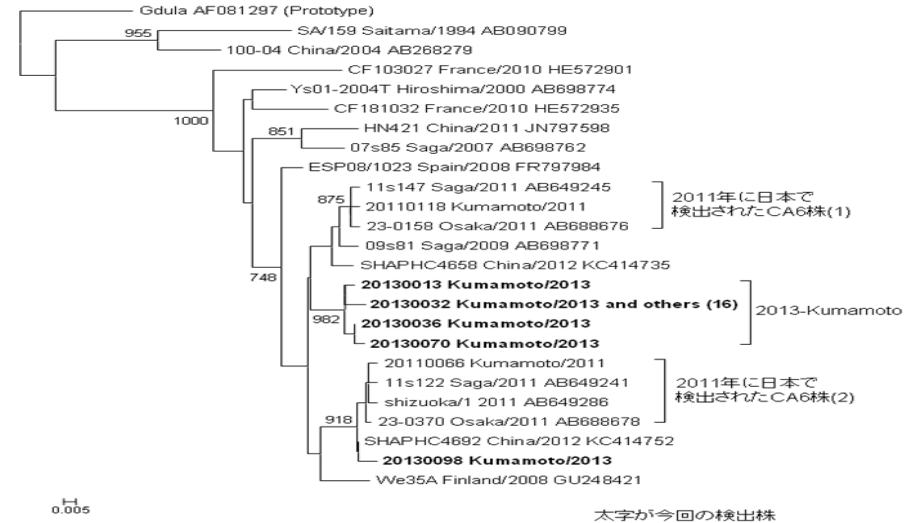 Gdula AF081297 (Prototype)
955
SA/159 Saitama/1994 AB090799
100-04 China/2004 AB268279
CF103027 France/2010 HE572901
Ys01-2004T Hiroshima/2000 AB698774
CF181032 France/2010 HE572935
1000
851
HN421 China/2011 JN797598
07s85 Saga/2007 AB698762
ESP08/1023 Spain/2008 FR797984
11s147 Saga/2011 AB649245
875
20110118 Kumamoto/2011
23-0158 Osaka/2011 AB688676
2011年に日本で
検出されたCA6株(1)
09s81 Saga/2009 AB698771
SHAPHC4658 China/2012 KC414735
748
20130013 Kumamoto/2013
20130032 Kumamoto/2013 and others (16)
982
20130036 Kumamoto/2013
20130070 Kumamoto/2013
2013-Kumamoto
20110066 Kumamoto/2011
11s122 Saga/2011 AB649241
shizuoka/1 2011 AB649286
23-0370 Osaka/2011 AB688678
2011年に日本で
検出されたCA6株(2)
918
SHAPHC4692 China/2012 KC414752
20130098 Kumamoto/2013
We35A Finland/2008 GU248421
0.005
太字が今回の検出株